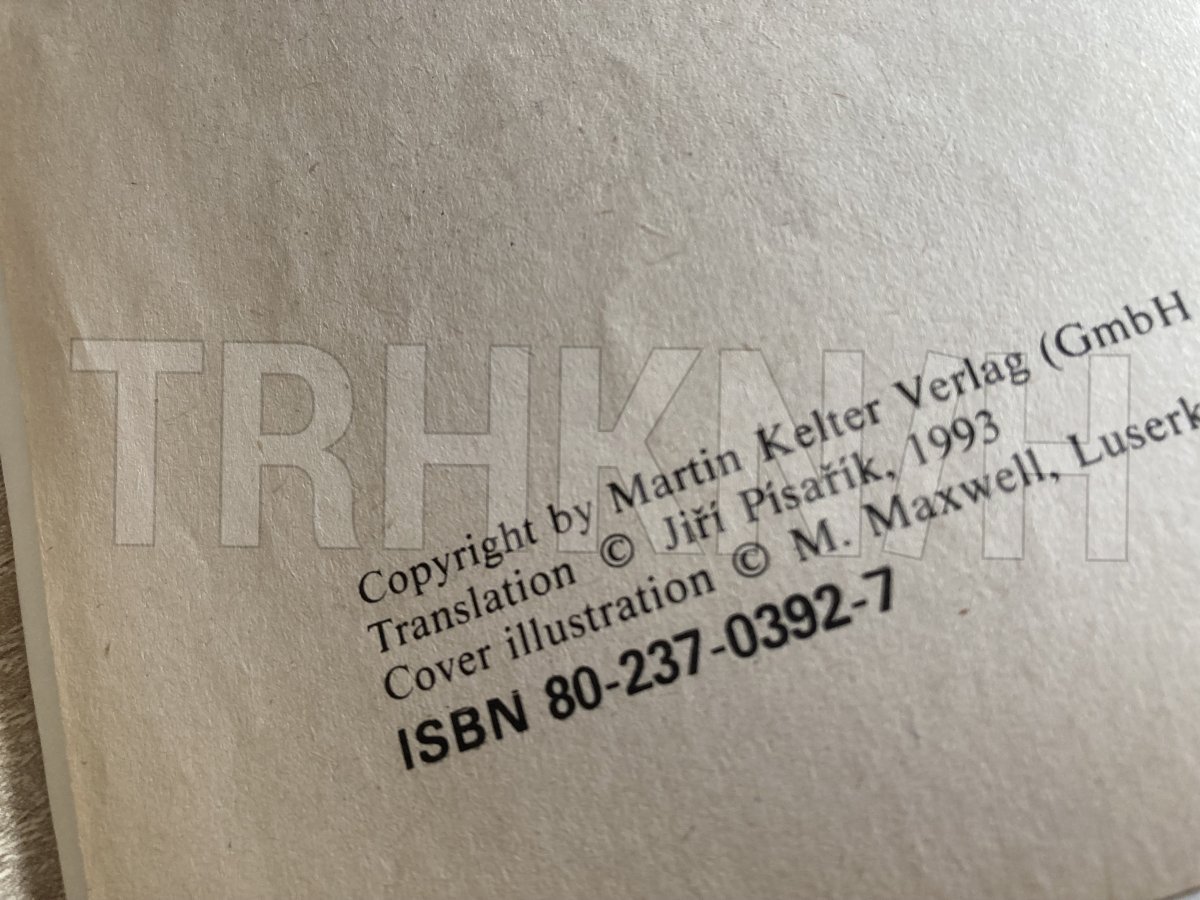 TRHKNIH
Copyright by Martin Kelter Verlag (GmbH
Translation © Jiří Písařík, 1993
Cover illustration © M. Maxwell, Luserk
ISBN 80-237-0392-7